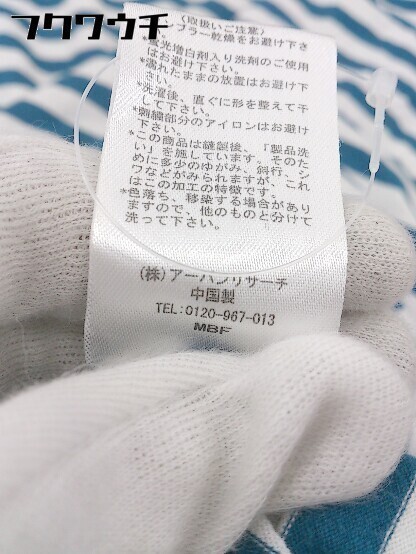 フクワウチ
(取扱いご注意)
ンブラー乾燥をお避け下さ
い。
蛍光増白剤入り洗剤のご使用
はお避け下さい。
*濡れたままの放置はお避け下
さい。
*洗濯後、直ぐに形を整えて干
して下さい。
*刺繍部分のアイロンはお避け
下さい。
*この商品は縫製後、「製品洗
い」を施しています。そのた
めに多少のゆがみ、斜行、シ
ワなどがみられますが、これ
はこの加工の特徴です。
*色落ち、移染する場合があり
ますので、他のものと分けて
洗って下さい。
(株)アーバンリサーチ
中国製
TEL:0120-967-013
MBF